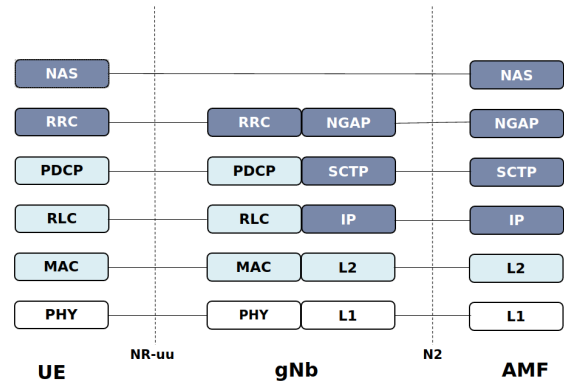 NAS NAS
RRC RRC NGAP NGAP
PDCP PDCP SCTP SCTP
RLC RLC IP IP
MAC MAC L2 L2
PHY PHY L1 L1
NR-uu N2
UE gNb AMF